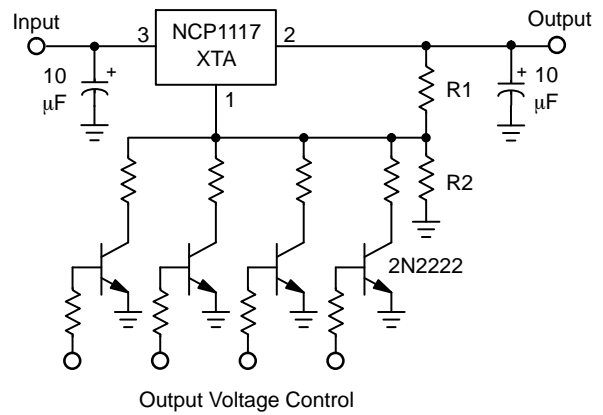 Input
Output
3
NCP1117
XTA
2
10
μF
+
1
R1
+
10
μF
R2
2N2222
Output Voltage Control